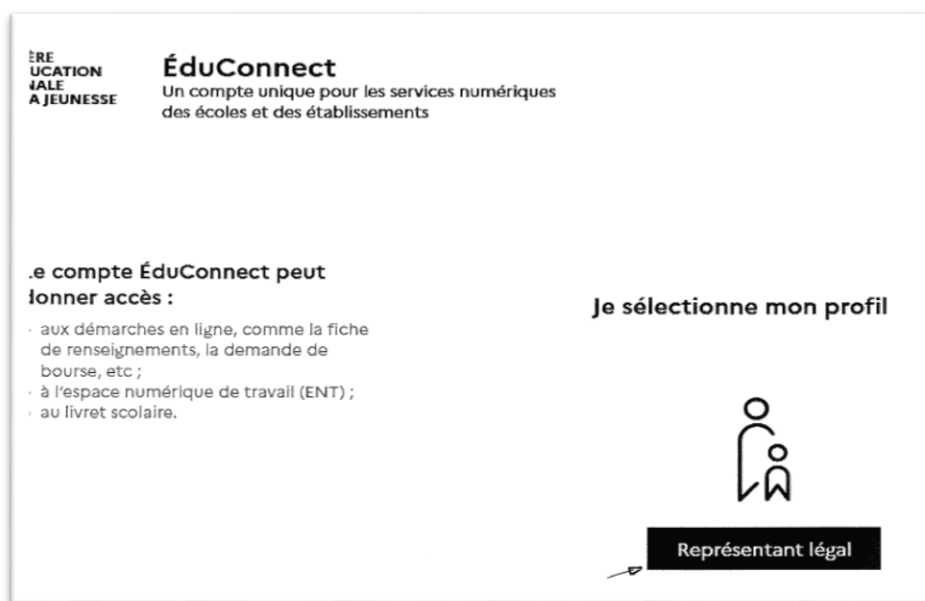 ÈRE
UCATION
NALE
A JEUNESSE
ÉduConnect
Un compte unique pour les services numériques
des écoles et des établissements
.e compte ÉduConnect peut
donner accès :
· aux démarches en ligne, comme la fiche
de renseignements, la demande de
bourse, etc ;
· à l'espace numérique de travail (ENT) ;
· au livret scolaire.
Je sélectionne mon profil
Représentant légal